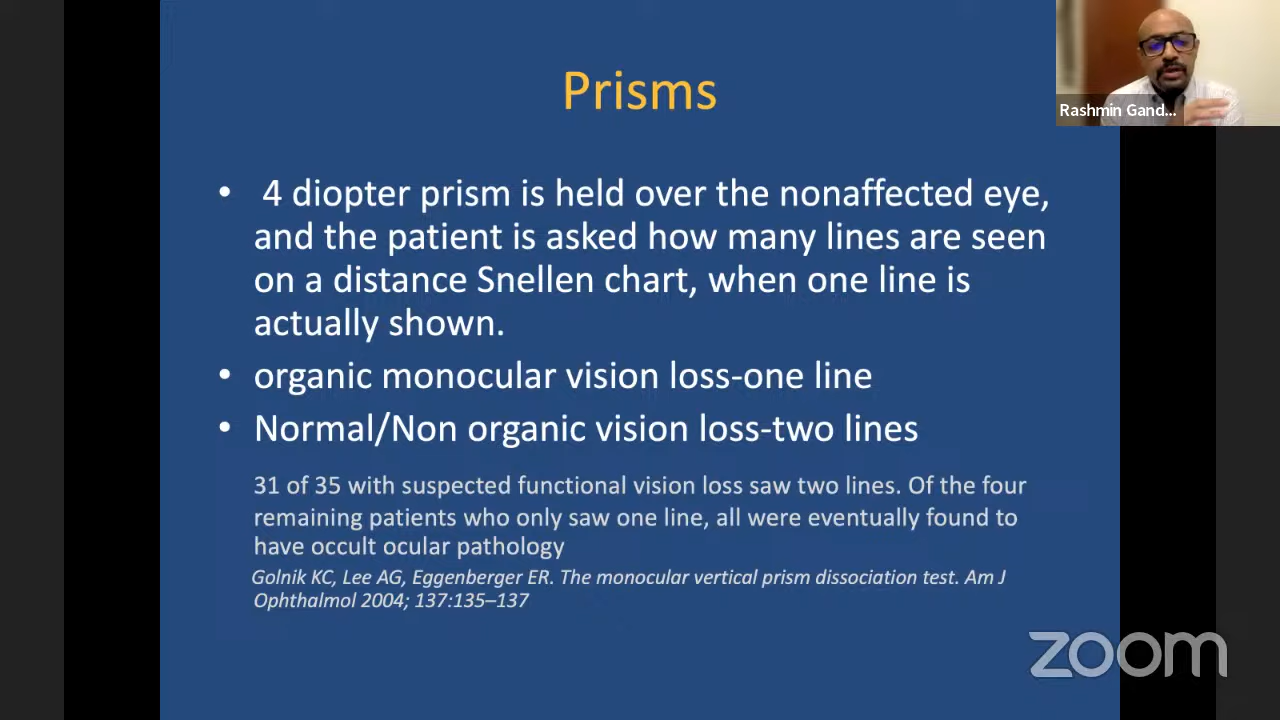 Prisms
Rashmin Gand...
• 4 diopter prism is held over the nonaffected eye,
and the patient is asked how many lines are seen
on a distance Snellen chart, when one line is
actually shown.
• organic monocular vision loss-one line
• Normal/Non organic vision loss-two lines
31 of 35 with suspected functional vision loss saw two lines. Of the four
remaining patients who only saw one line, all were eventually found to
have occult ocular pathology
Golnik KC, Lee AG, Eggenberger ER. The monocular vertical prism dissociation test. Am J
Ophthalmol 2004; 137:135–137
zoom